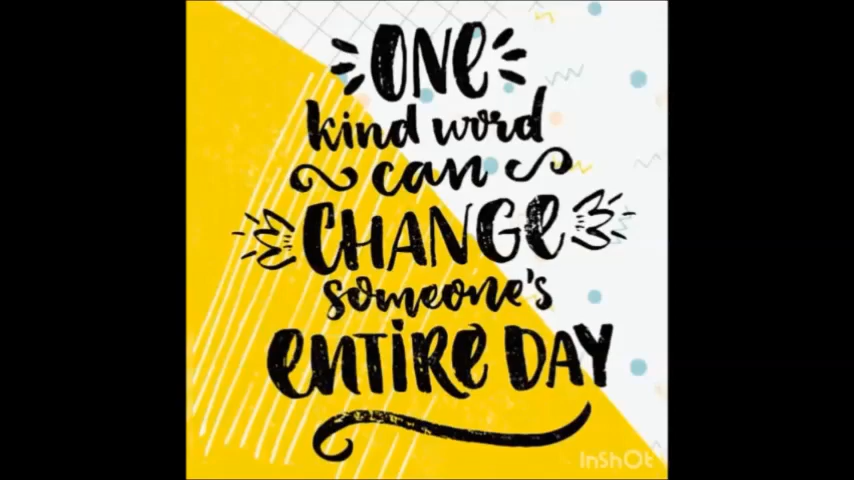 ONE
kind word
can
CHANGE
someone's
ENTIRE DAY
InShOt